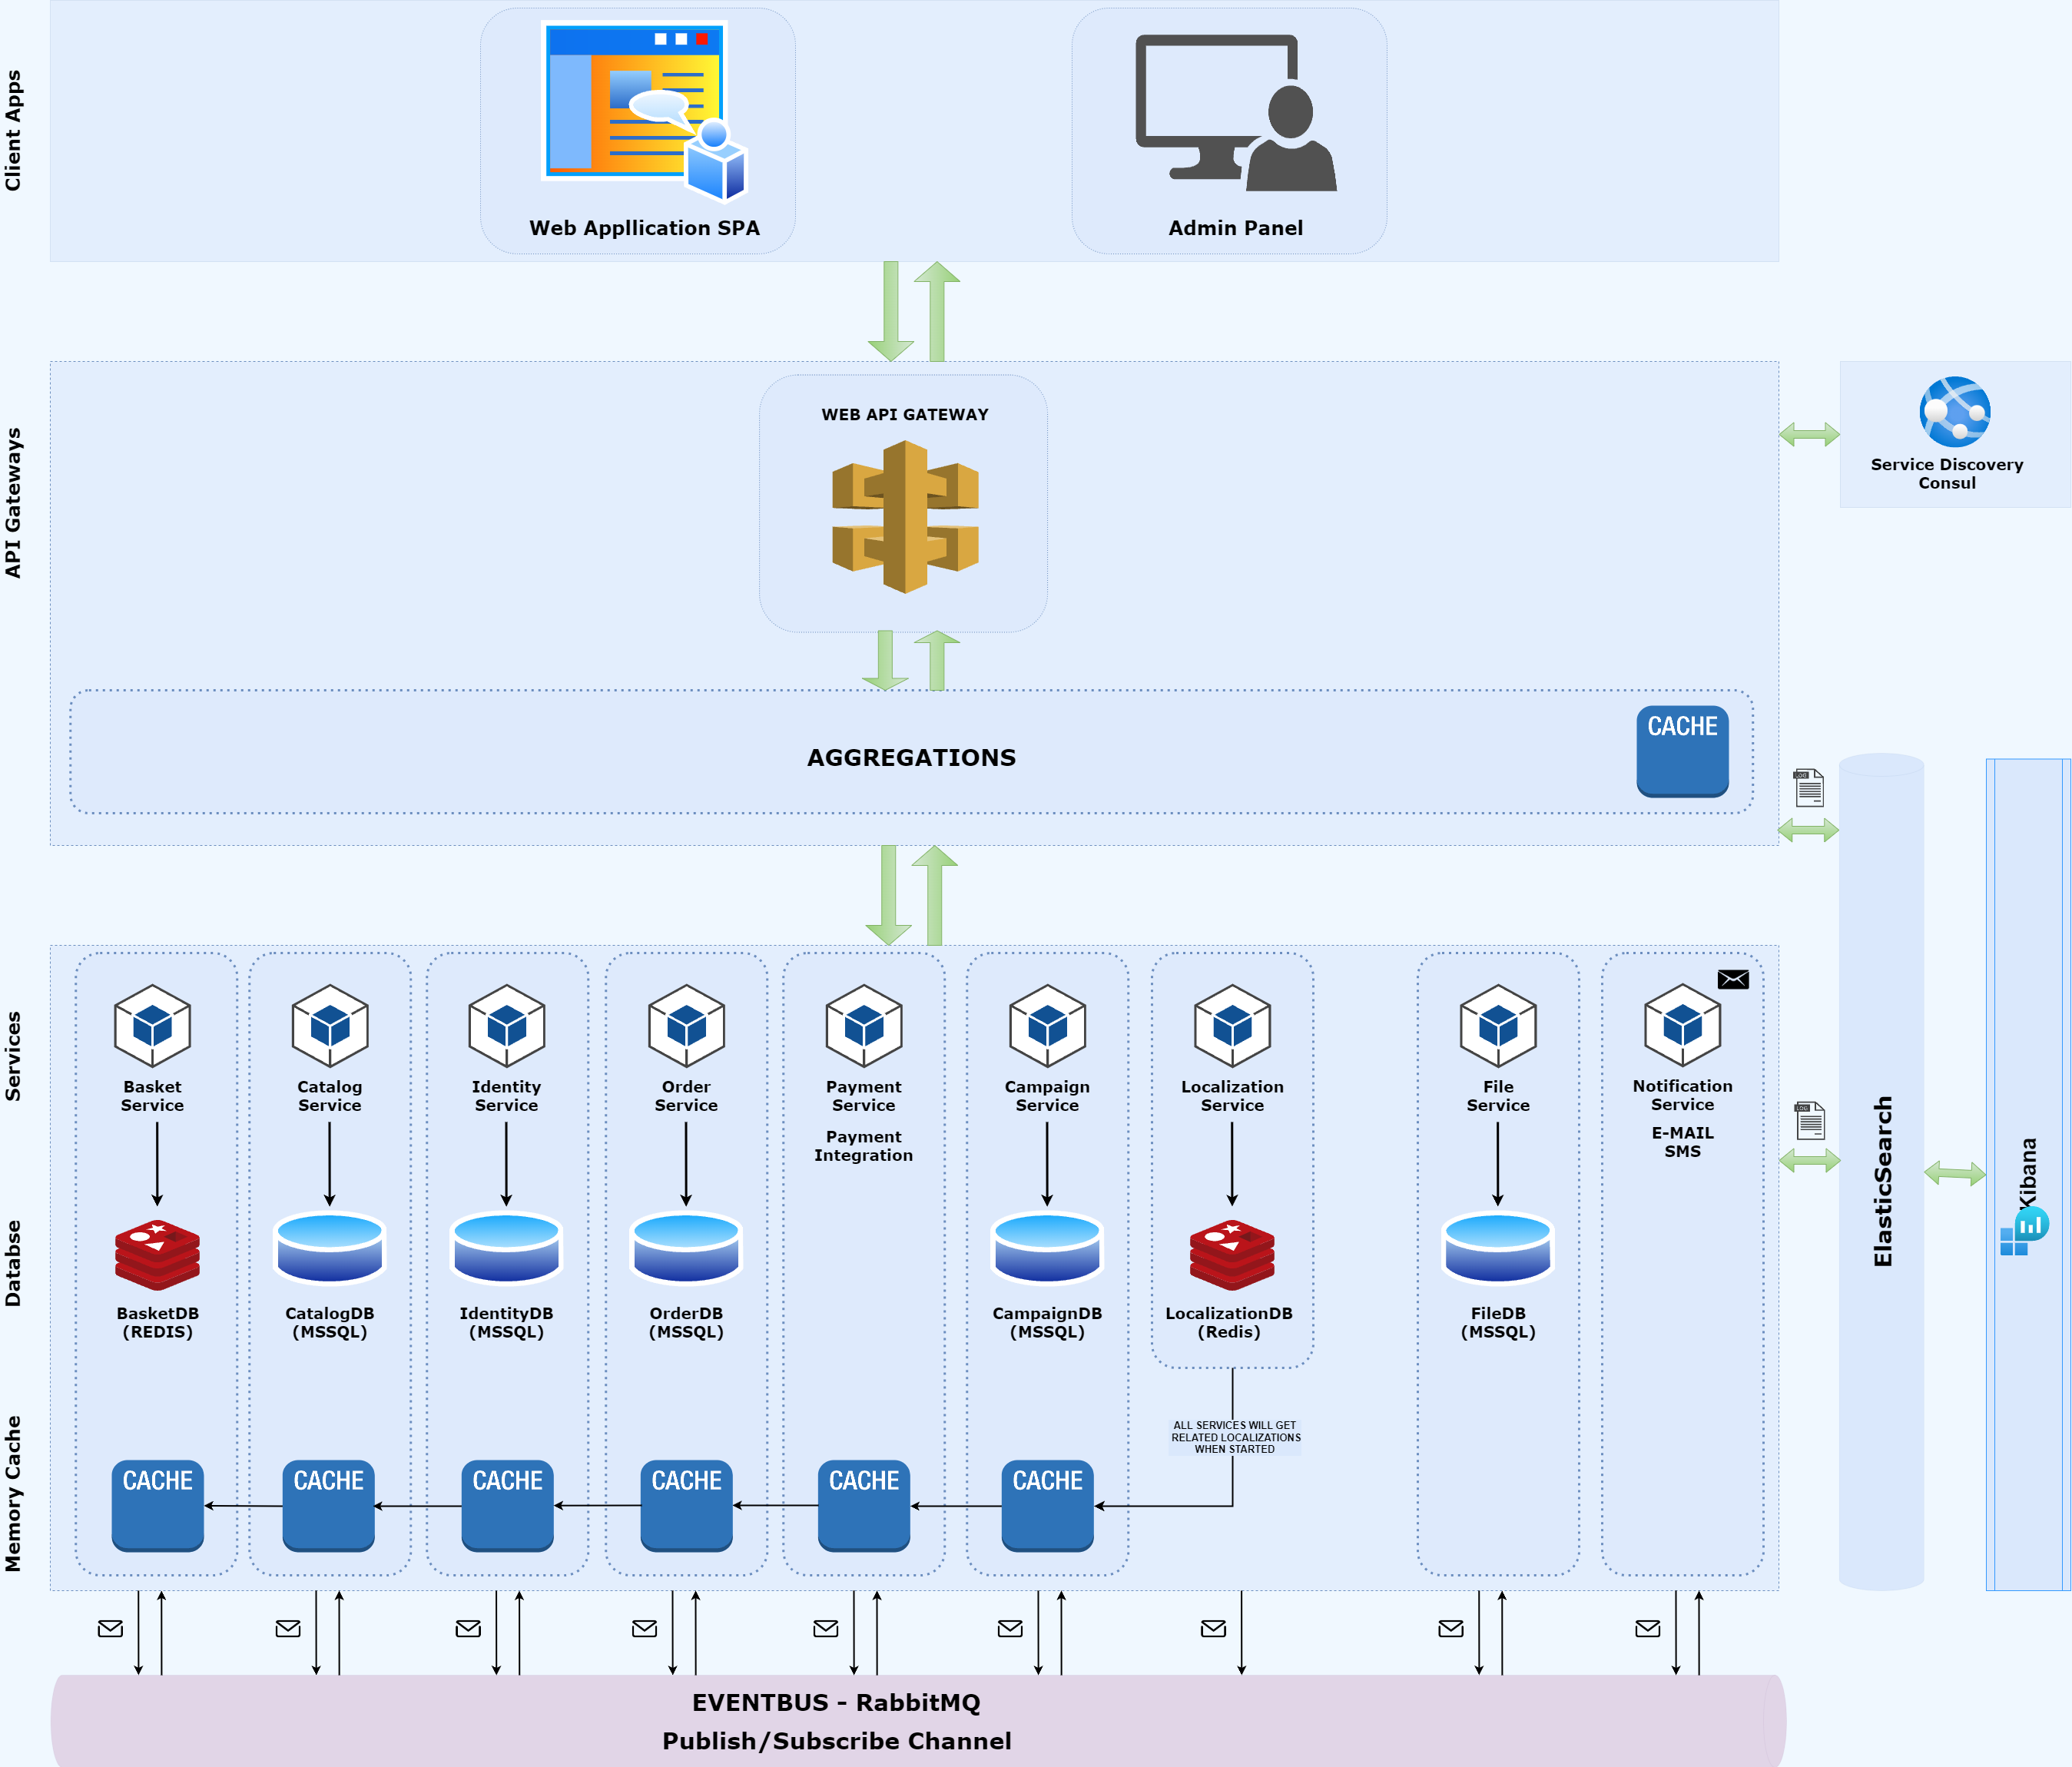 Client Apps
Web Appllication SPA
Admin Panel
API Gateways
WEB API GATEWAY
Service Discovery
Consul
AGGREGATIONS
CACHE
LOG
Services
Basket
Service
Catalog
Service
Identity
Service
Order
Service
Payment
Service
Payment
Integration
Campaign
Service
Localization
Service
File
Service
Notification
Service
E-MAIL
SMS
LOG
ElasticSearch
Kibana
Databse
BasketDB
(REDIS)
CatalogDB
(MSSQL)
IdentityDB
(MSSQL)
OrderDB
(MSSQL)
CampaignDB
(MSSQL)
LocalizationDB
(Redis)
FileDB
(MSSQL)
ALL SERVICES WILL GET
RELATED LOCALIZATIONS
WHEN STARTED
Memory Cache
CACHE
CACHE
CACHE
CACHE
CACHE
CACHE
EVENTBUS - RabbitMQ
Publish/Subscribe Channel